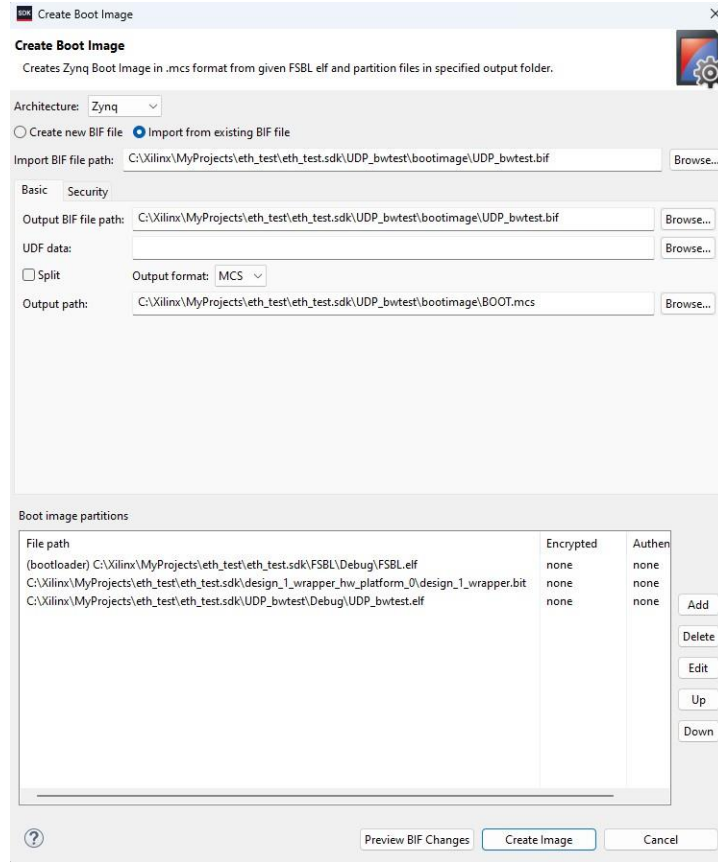 SDK Create Boot Image
Create Boot Image
Creates Zynq Boot Image in .mcs format from given FSBL elf and partition files in specified output folder.
Architecture: Zynq
Create new BIF file Import from existing BIF file
Import BIF file path: C:\Xilinx\MyProjects\eth_test\eth_test.sdk\UDP_bwtest\bootimage\UDP_bwtest.bif Browse...
Basic Security
Output BIF file path: C:\Xilinx\MyProjects\eth_test\eth_test.sdk\UDP_bwtest\bootimage\UDP_bwtest.bif Browse...
UDF data: Browse...
Split Output format: MCS
Output path: C:\Xilinx\MyProjects\eth_test\eth_test.sdk\UDP_bwtest\bootimage\BOOT.mcs Browse...
Boot image partitions
File path Encrypted Authen
(bootloader) C:\Xilinx\MyProjects\eth_test\eth_test.sdk\FSBL\Debug\FSBL.elf none none
C:\Xilinx\MyProjects\eth_test\eth_test.sdk\design_1_wrapper_hw_platform_0\design_1_wrapper.bit none none
C:\Xilinx\MyProjects\eth_test\eth_test.sdk\UDP_bwtest\Debug\UDP_bwtest.elf none none
Add
Delete
Edit
Up
Down
? Preview BIF Changes Create Image Cancel